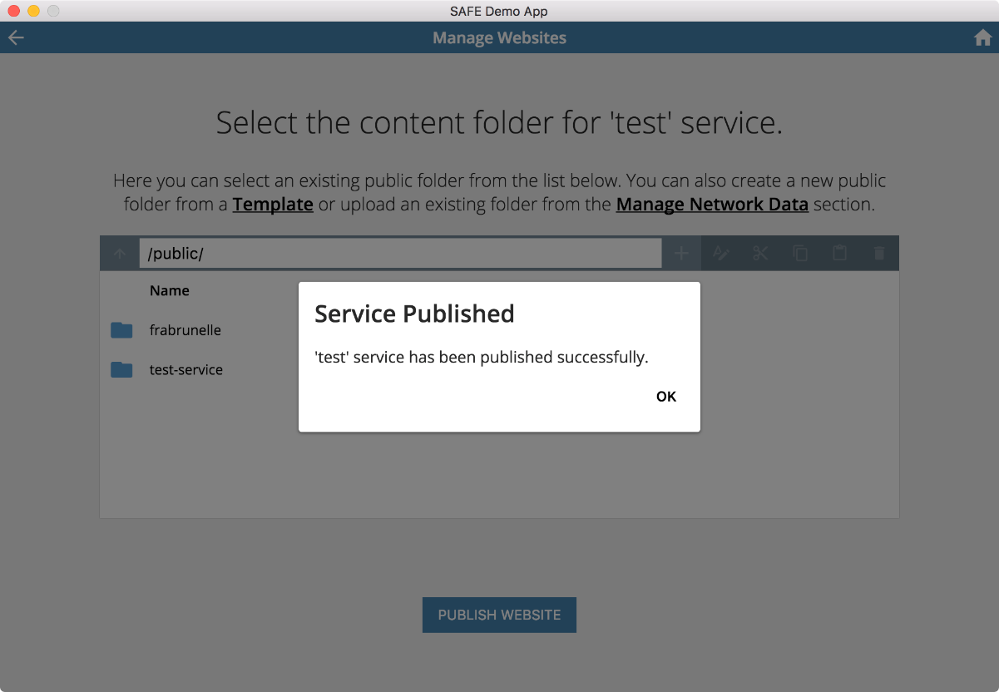 SAFE Demo App
Manage Websites
Select the content folder for 'test' service.
Here you can select an existing public folder from the list below. You can also create a new public
folder from a Template or upload an existing folder from the Manage Network Data section.
/public/
Name
frabrunelle
test-service
Service Published
'test' service has been published successfully.
OK
PUBLISH WEBSITE